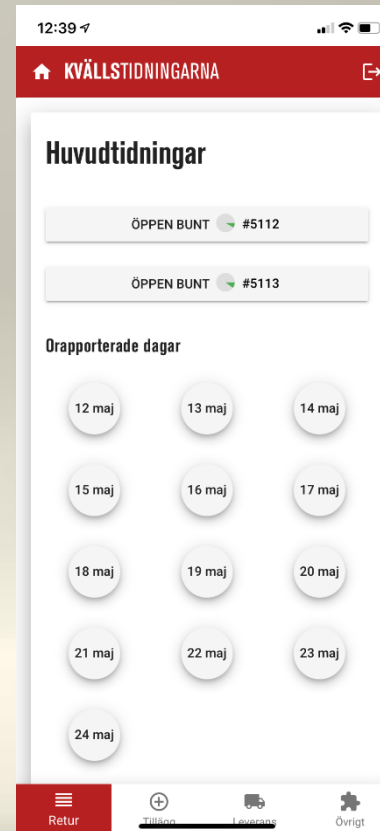 12:39
KVÄLLSTIDNINGARNA
Huvudtidningar
ÖPPEN BUNT #5112
ÖPPEN BUNT #5113
Orapporterade dagar
12 maj 13 maj 14 maj
15 maj 16 maj 17 maj
18 maj 19 maj 20 maj
21 maj 22 maj 23 maj
24 maj
Retur Tillägg Leverans Övrigt